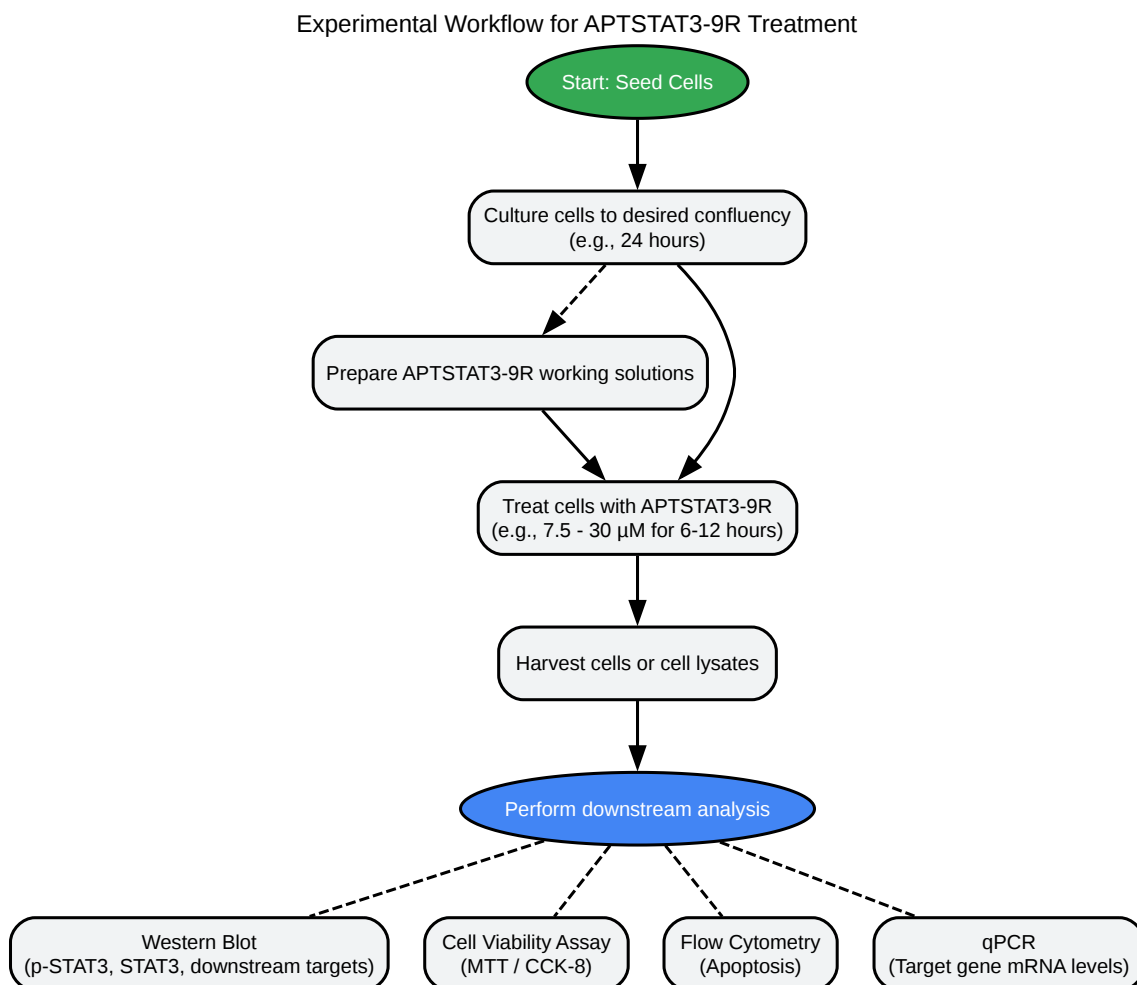 Experimental Workflow for APTSTAT3-9R Treatment
Start: Seed Cells
Culture cells to desired confluency
(e.g., 24 hours)
Prepare APTSTAT3-9R working solutions
Treat cells with APTSTAT3-9R
(e.g., 7.5 - 30 µM for 6-12 hours)
Harvest cells or cell lysates
Perform downstream analysis
Western Blot
(p-STAT3, STAT3, downstream targets)
Cell Viability Assay
(MTT / CCK-8)
Flow Cytometry
(Apoptosis)
qPCR
(Target gene mRNA levels)